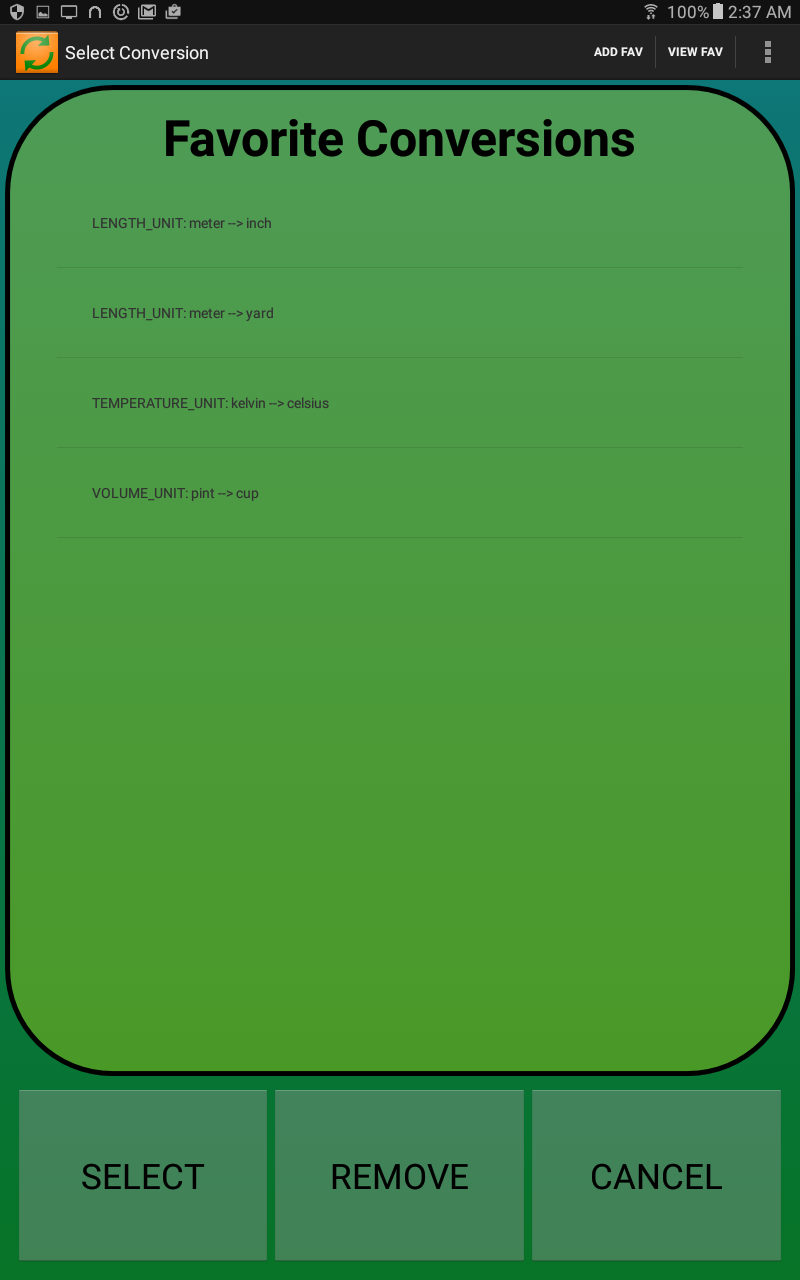 100% 2:37 AM
Select Conversion ADD FAV VIEW FAV
Favorite Conversions
LENGTH_UNIT: meter --> inch
LENGTH_UNIT: meter --> yard
TEMPERATURE_UNIT: kelvin --> celsius
VOLUME_UNIT: pint --> cup
SELECT REMOVE CANCEL